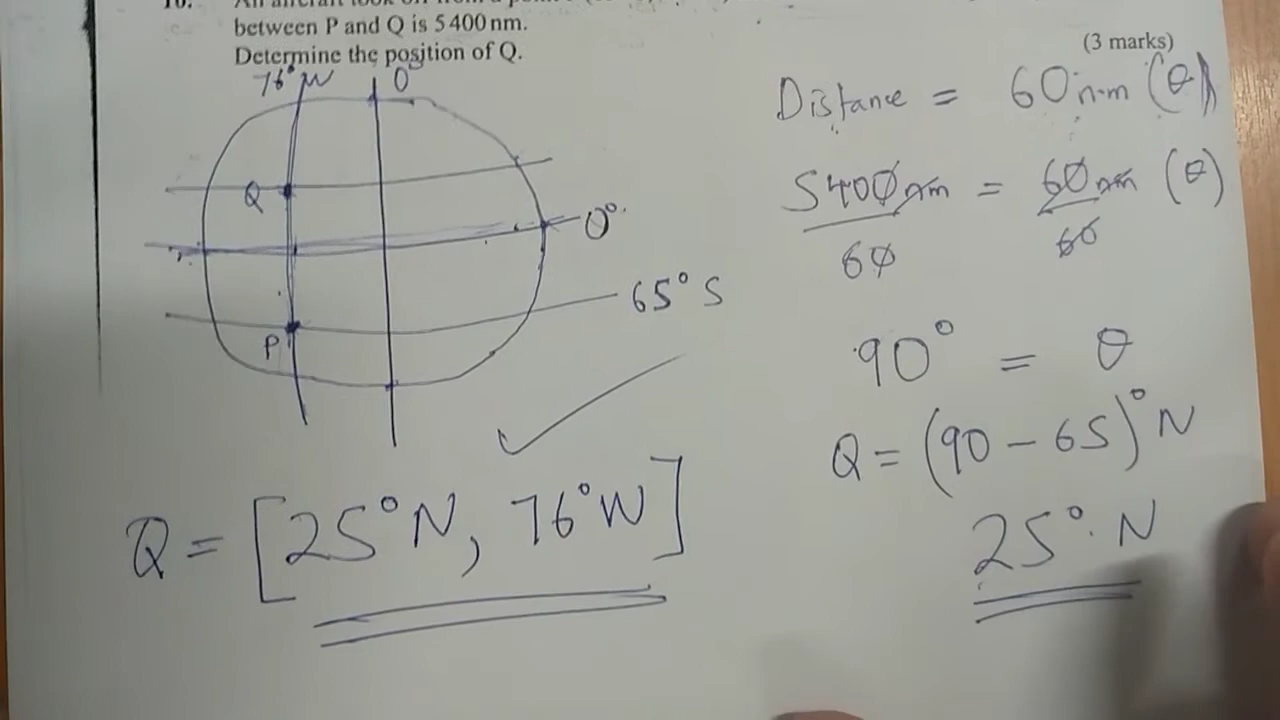 between P and Q is 5400 nm.
Determine the position of Q.
(3 marks)
76° W
0°
Q
0°
65° S
P
Q = [25°N, 76°W]
Distance = 60 n.m (θ)
5400 nm = 60 nm (θ)
60 60
90° = θ
Q = (90 - 65)° N
25° N